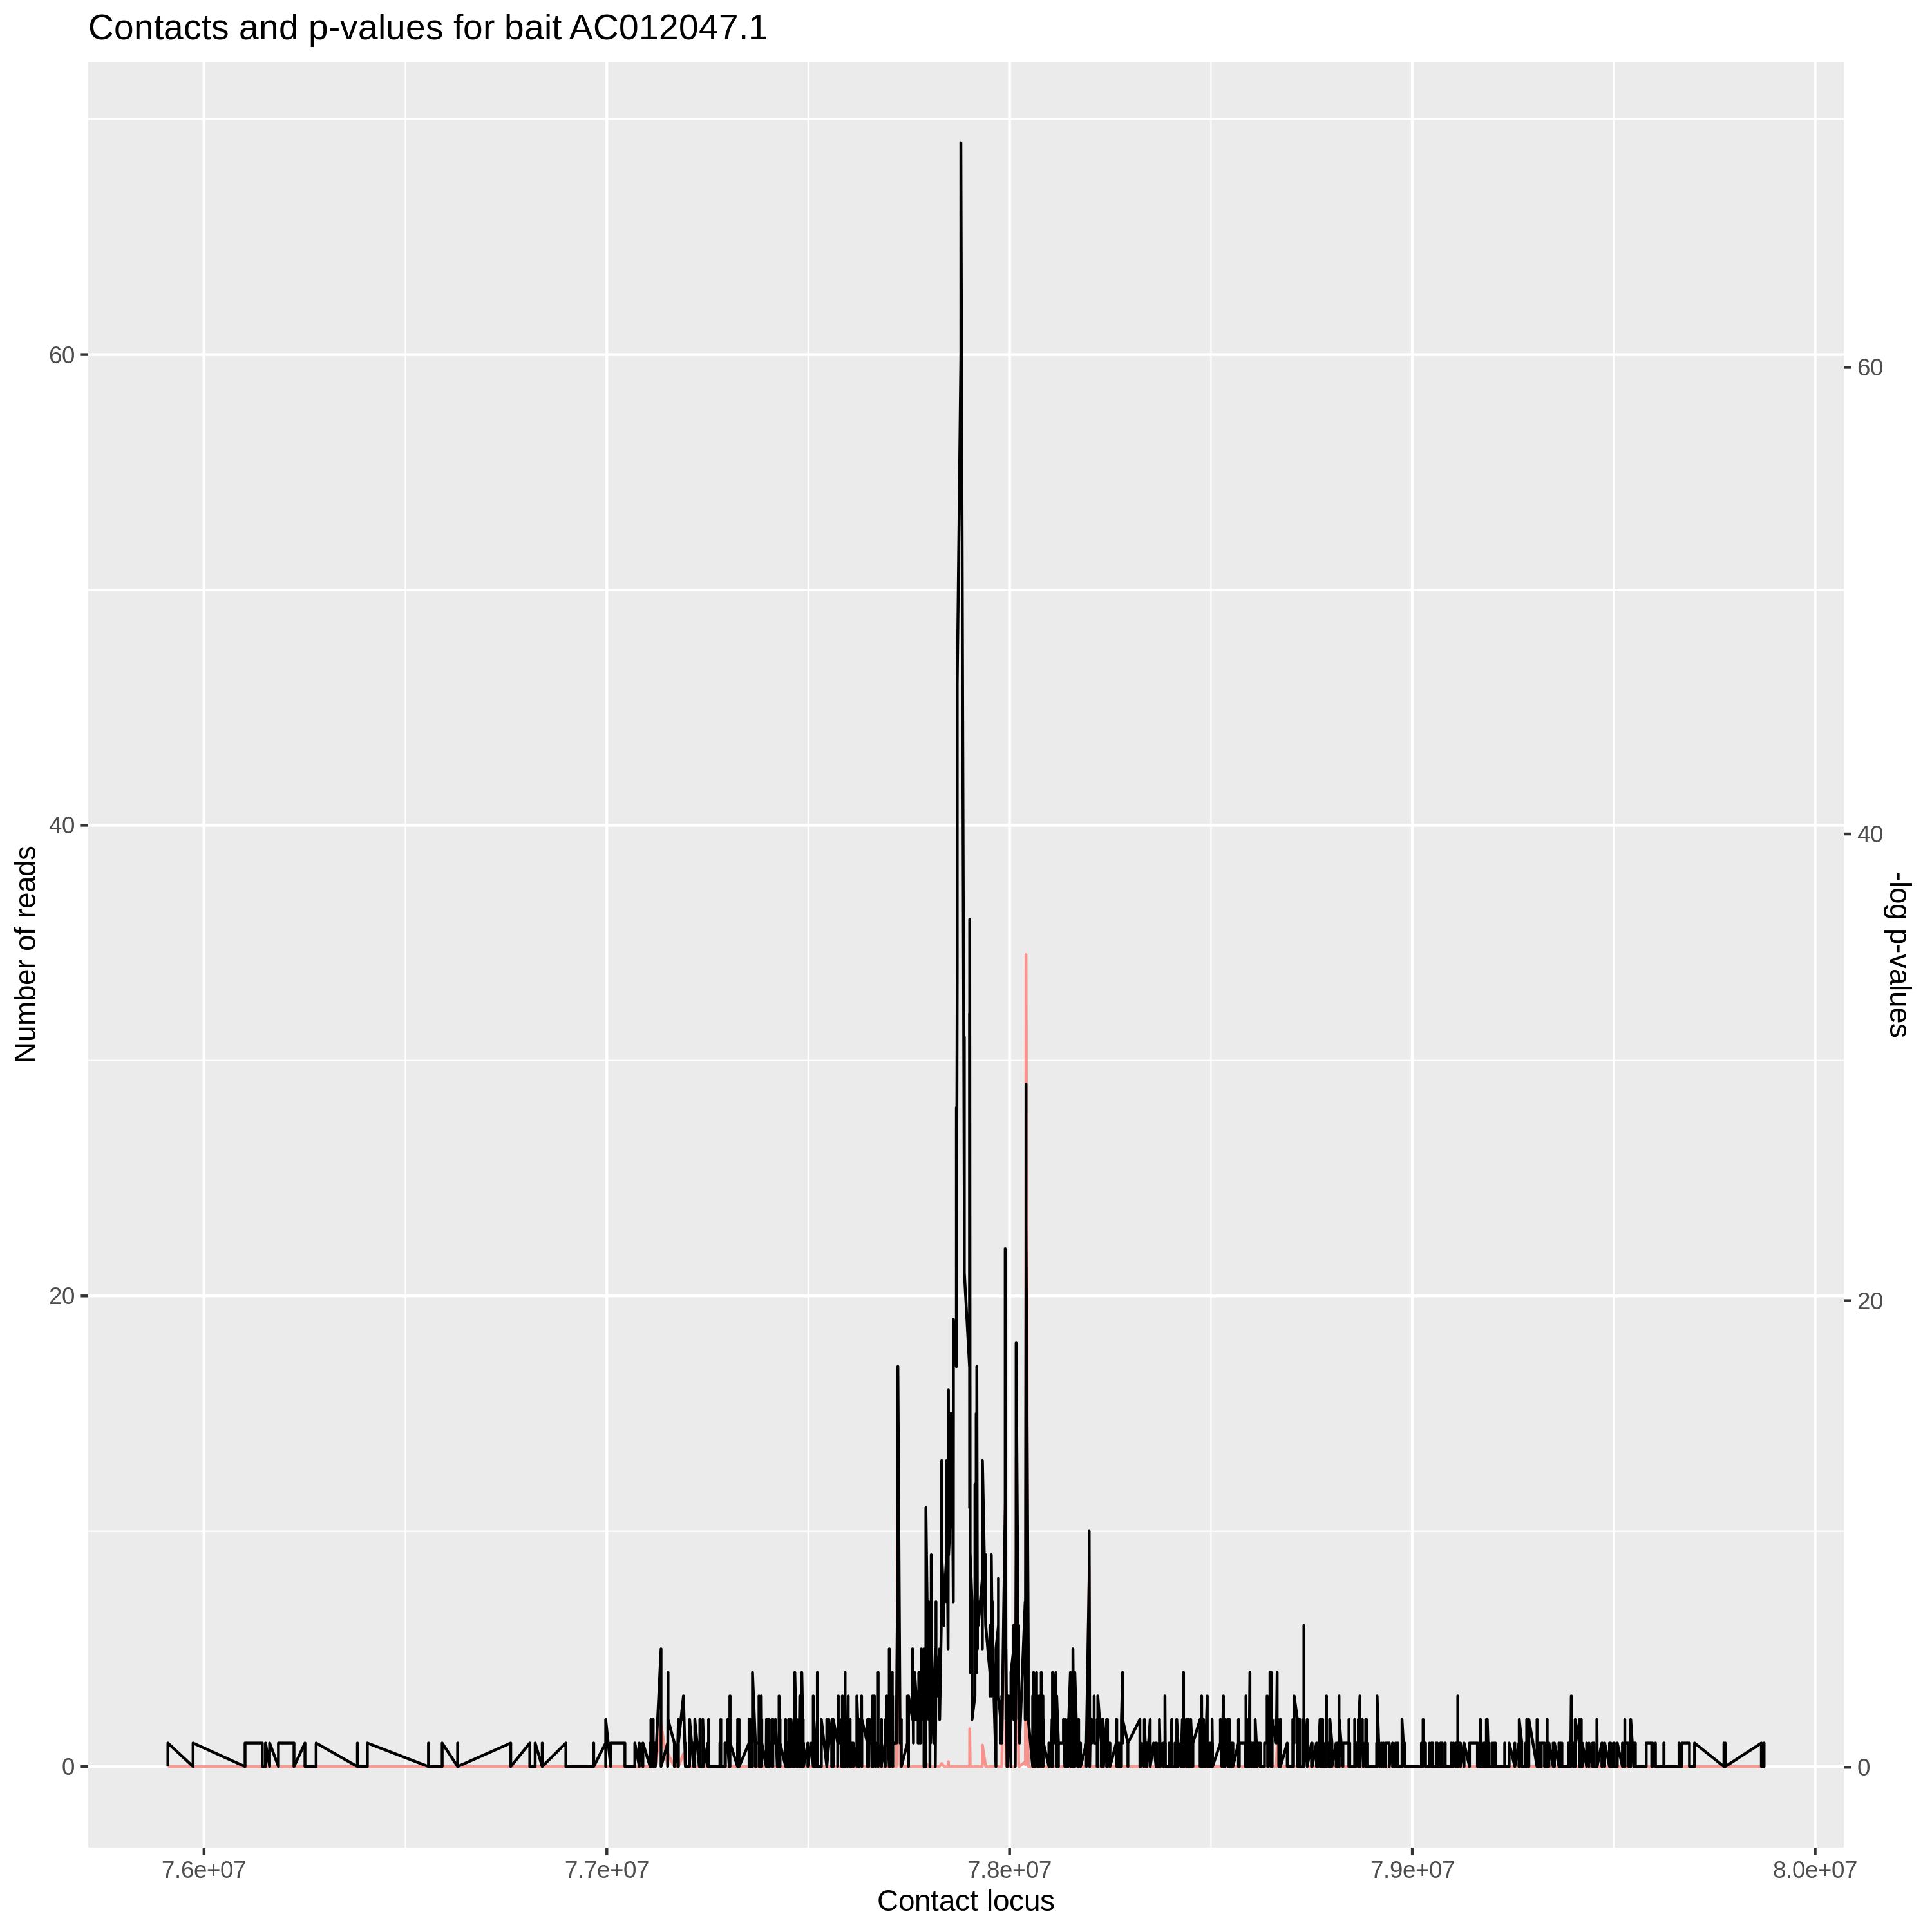 Contacts and p-values for bait AC012047.1
60
40
20
0
Number of reads
60
40
20
0
-log p-values
7.6e+07 7.7e+07 7.8e+07 7.9e+07 8.0e+07
Contact locus